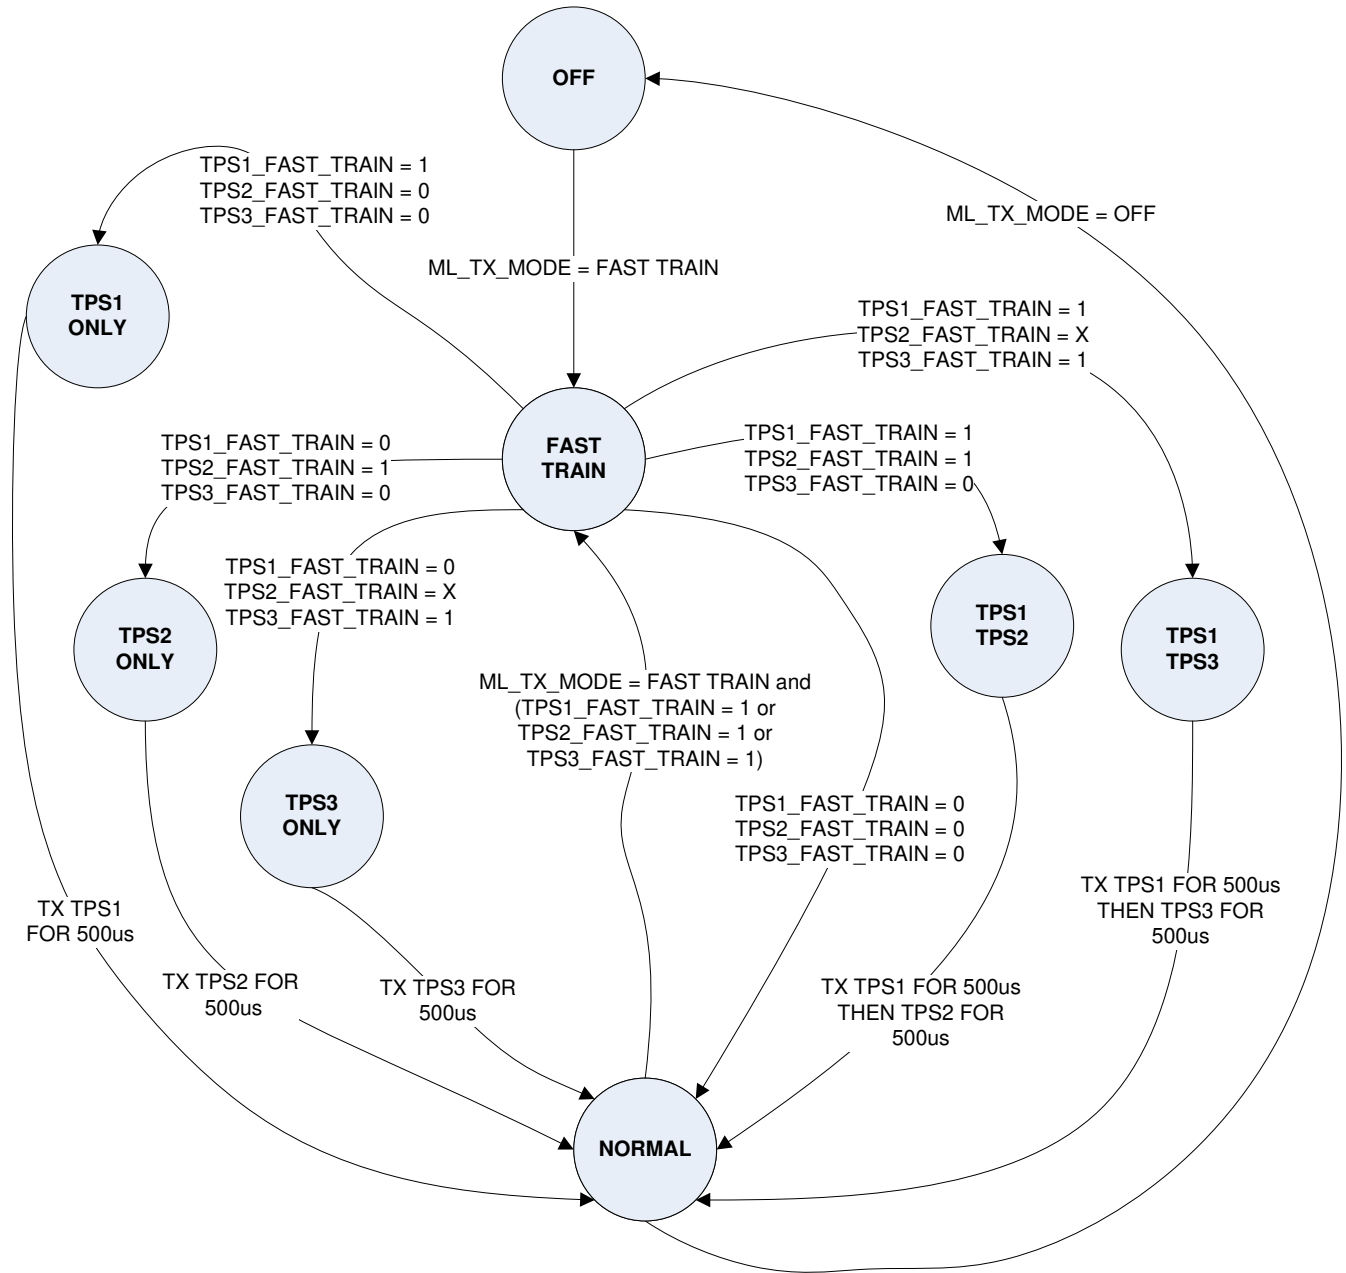 OFF
TPS1_FAST_TRAIN = 1
TPS2_FAST_TRAIN = 0
TPS3_FAST_TRAIN = 0
ML_TX_MODE = OFF
ML_TX_MODE = FAST TRAIN
TPS1
ONLY
TPS1_FAST_TRAIN = 1
TPS2_FAST_TRAIN = X
TPS3_FAST_TRAIN = 1
FAST
TRAIN
TPS1_FAST_TRAIN = 0
TPS2_FAST_TRAIN = 1
TPS3_FAST_TRAIN = 0
TPS1_FAST_TRAIN = 1
TPS2_FAST_TRAIN = 1
TPS3_FAST_TRAIN = 0
TPS1_FAST_TRAIN = 0
TPS2_FAST_TRAIN = X
TPS3_FAST_TRAIN = 1
TPS2
ONLY
TPS1
TPS2
TPS1
TPS3
ML_TX_MODE = FAST TRAIN and
(TPS1_FAST_TRAIN = 1 or
TPS2_FAST_TRAIN = 1 or
TPS3_FAST_TRAIN = 1)
TPS3
ONLY
TPS1_FAST_TRAIN = 0
TPS2_FAST_TRAIN = 0
TPS3_FAST_TRAIN = 0
TX TPS1
FOR 500us
TX TPS1 FOR 500us
THEN TPS3 FOR
500us
TX TPS2 FOR
500us
TX TPS3 FOR
500us
TX TPS1 FOR 500us
THEN TPS2 FOR
500us
NORMAL